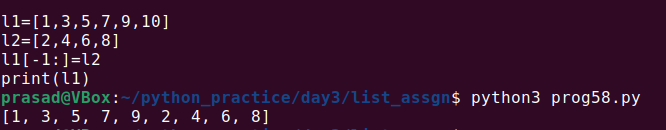 l1=[1,3,5,7,9,10]
l2=[2,4,6,8]
l1[-1:]=l2
print(l1)
prasad@VBox:~/python_practice/day3/list_assgn$ python3 prog58.py
[1, 3, 5, 7, 9, 2, 4, 6, 8]